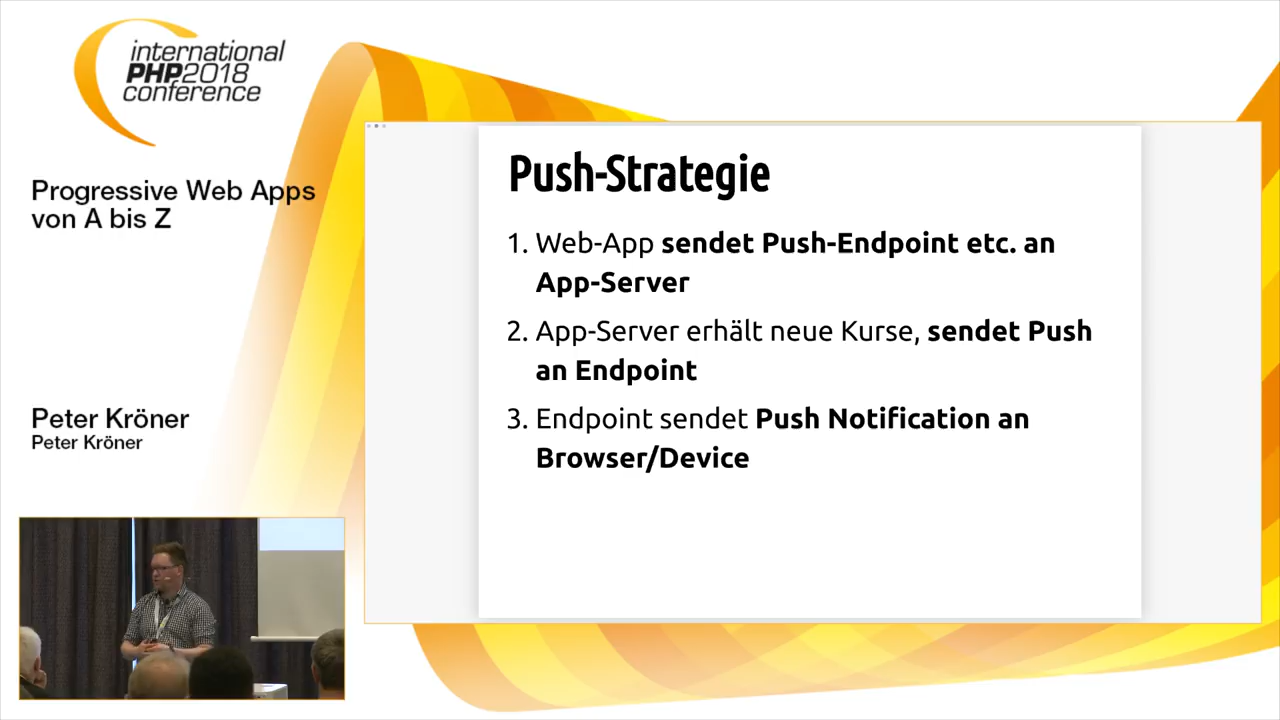 international
PHP2018
conference
Progressive Web Apps
von A bis Z
Peter Kröner
Peter Kröner
Push-Strategie
1. Web-App sendet Push-Endpoint etc. an
App-Server
2. App-Server erhält neue Kurse, sendet Push
an Endpoint
3. Endpoint sendet Push Notification an
Browser/Device